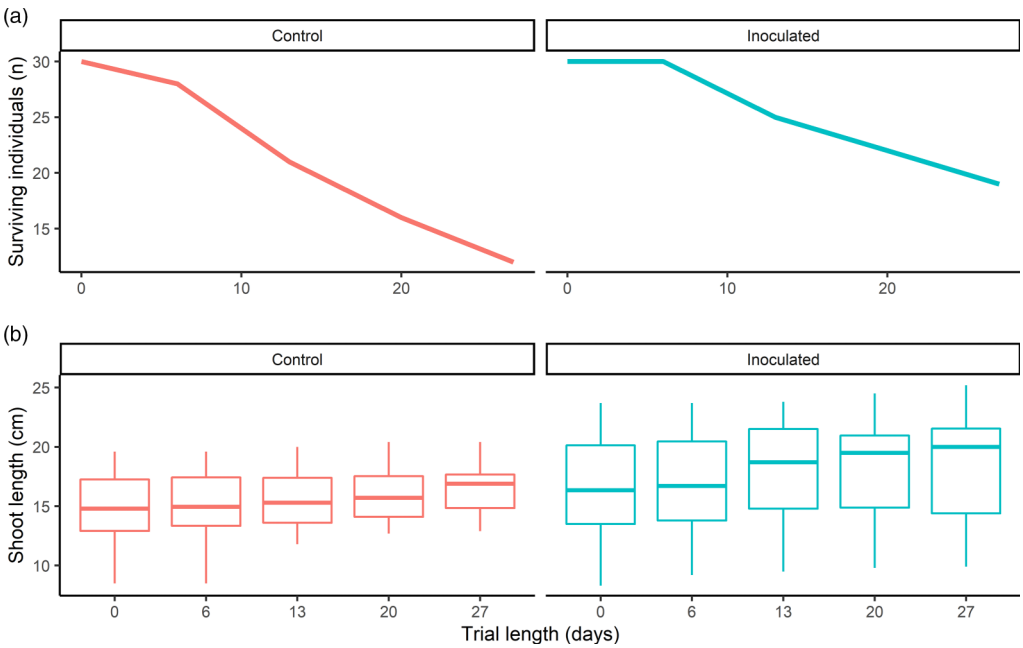 (a)
Control
Inoculated
Surviving individuals (n)
30
25
20
15
0 10 20
0 10 20
(b)
Control
Inoculated
Shoot length (cm)
25
20
15
10
0 6 13 20 27
0 6 13 20 27
Trial length (days)